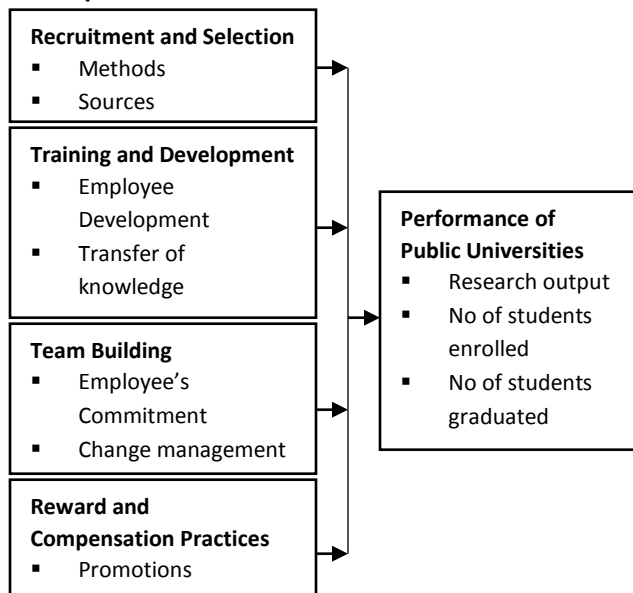 Recruitment and Selection
▪ Methods
▪ Sources
Training and Development
▪ Employee
Development
▪ Transfer of
knowledge
Team Building
▪ Employee’s
Commitment
▪ Change management
Reward and
Compensation Practices
▪ Promotions
Performance of
Public Universities
▪ Research output
▪ No of students
enrolled
▪ No of students
graduated